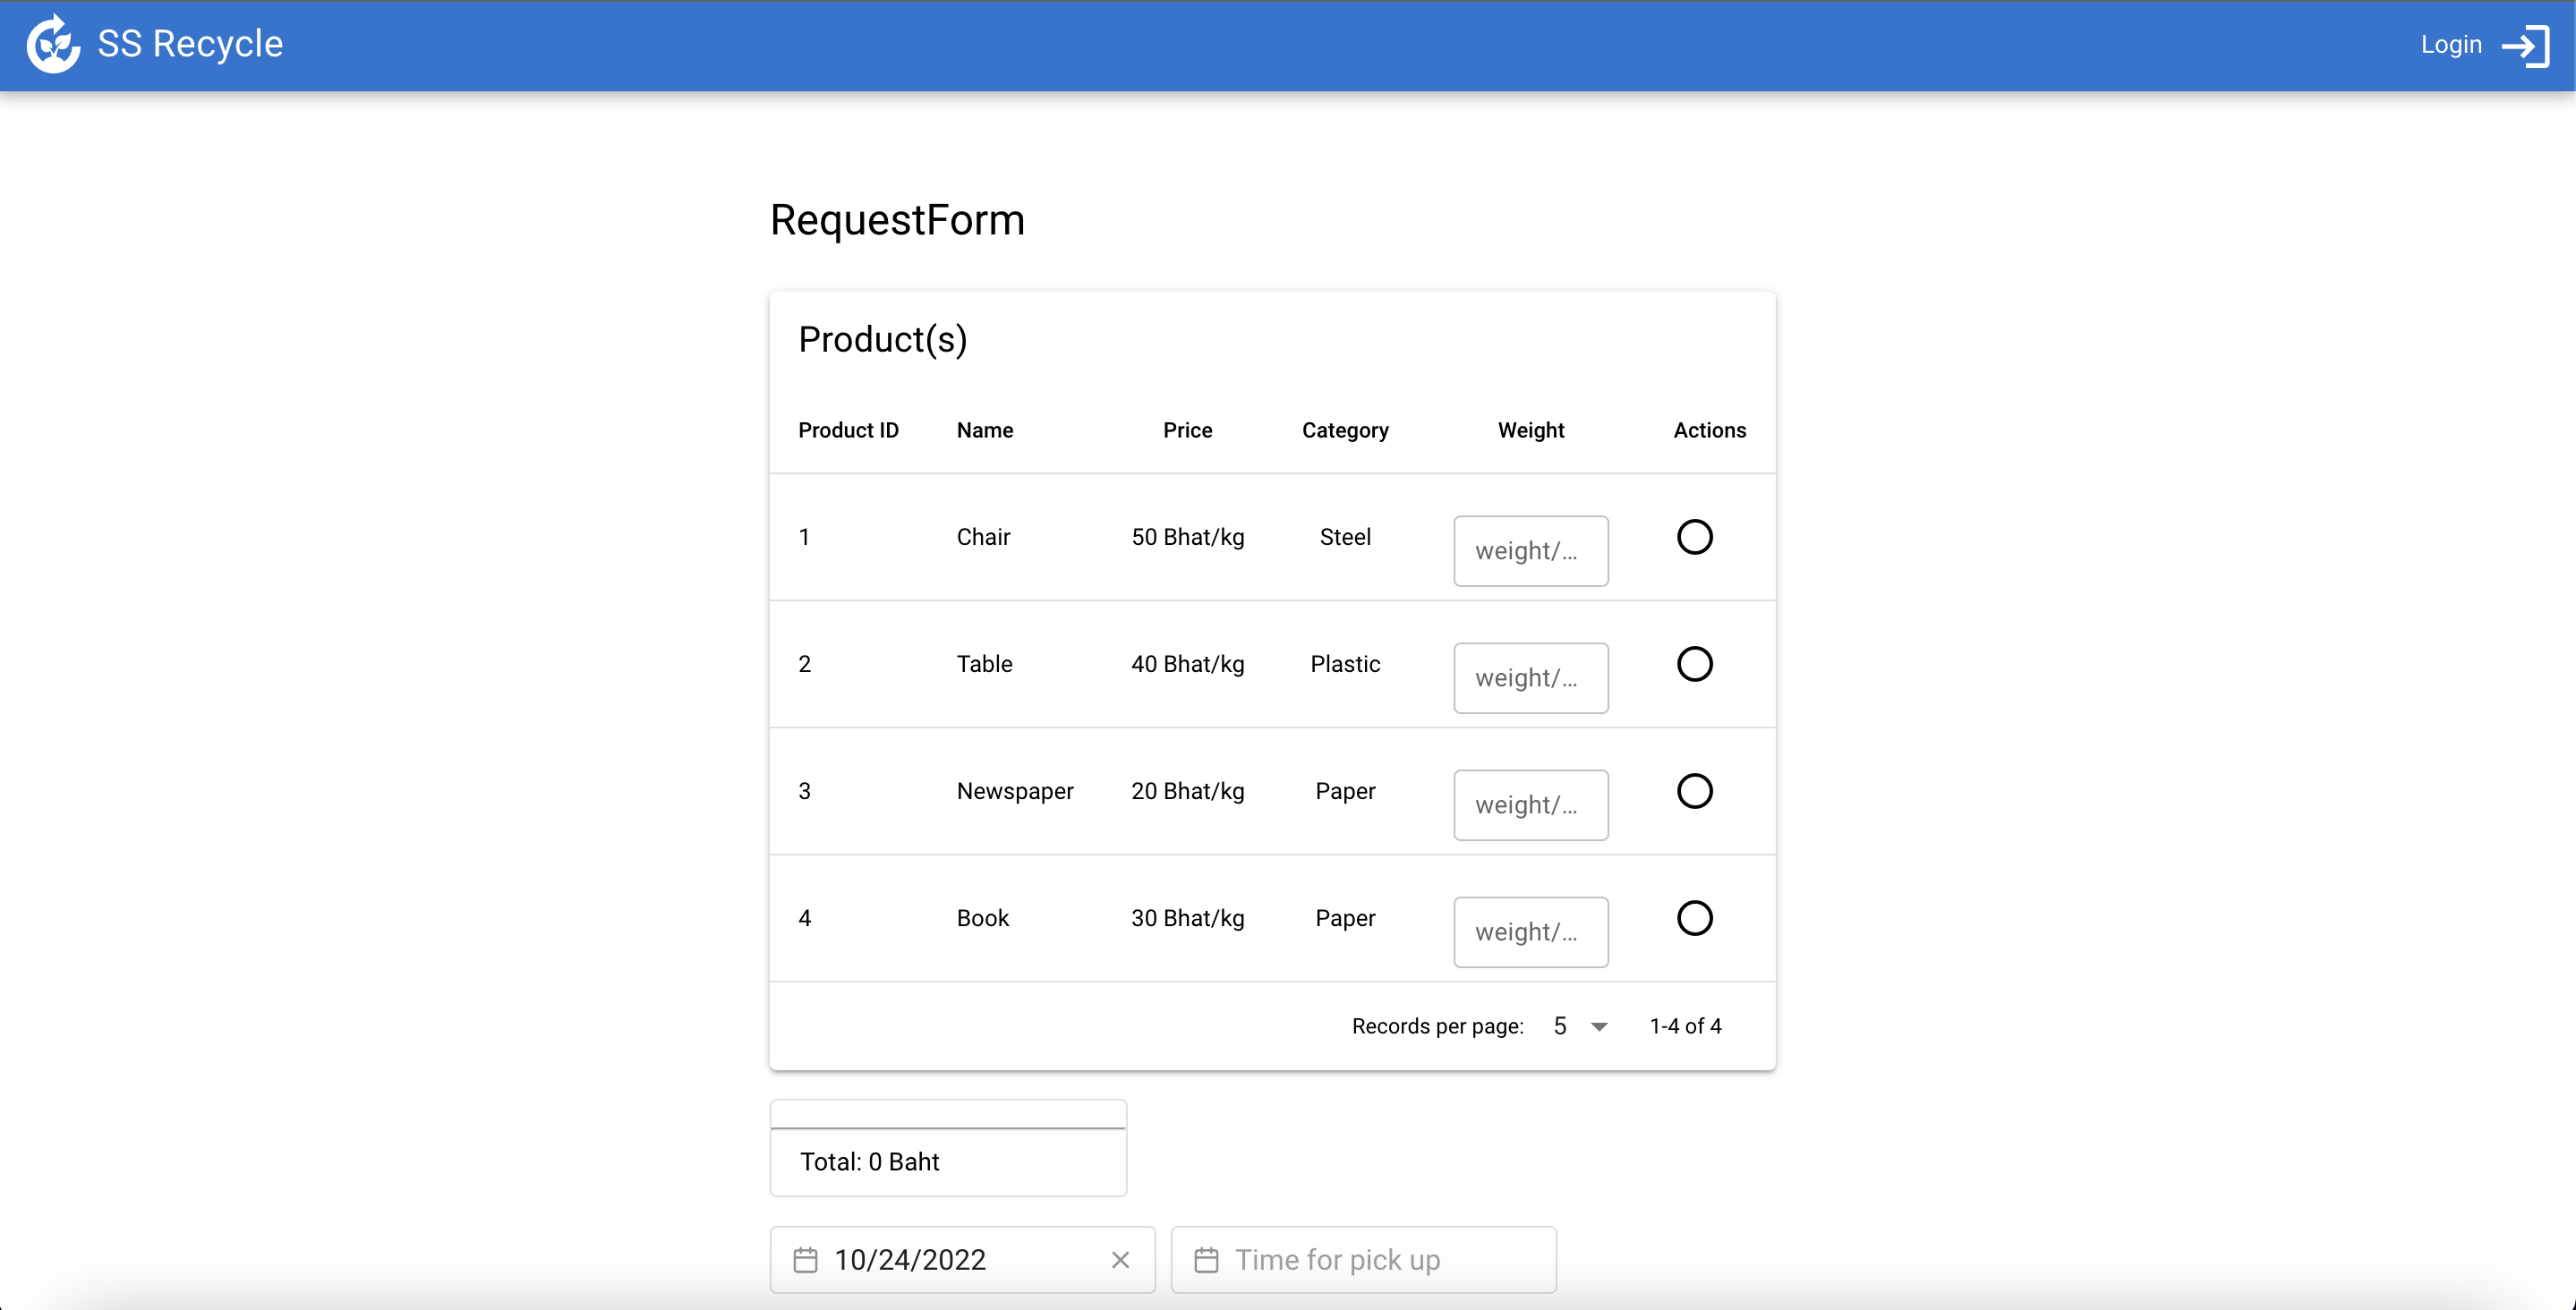 SS Recycle
Login
RequestForm
Product(s)
Product ID Name Price Category Weight Actions
1 Chair 50 Bhat/kg Steel weight/...
2 Table 40 Bhat/kg Plastic weight/...
3 Newspaper 20 Bhat/kg Paper weight/...
4 Book 30 Bhat/kg Paper weight/...
Records per page: 5 1-4 of 4
Total: 0 Baht
10/24/2022 Time for pick up